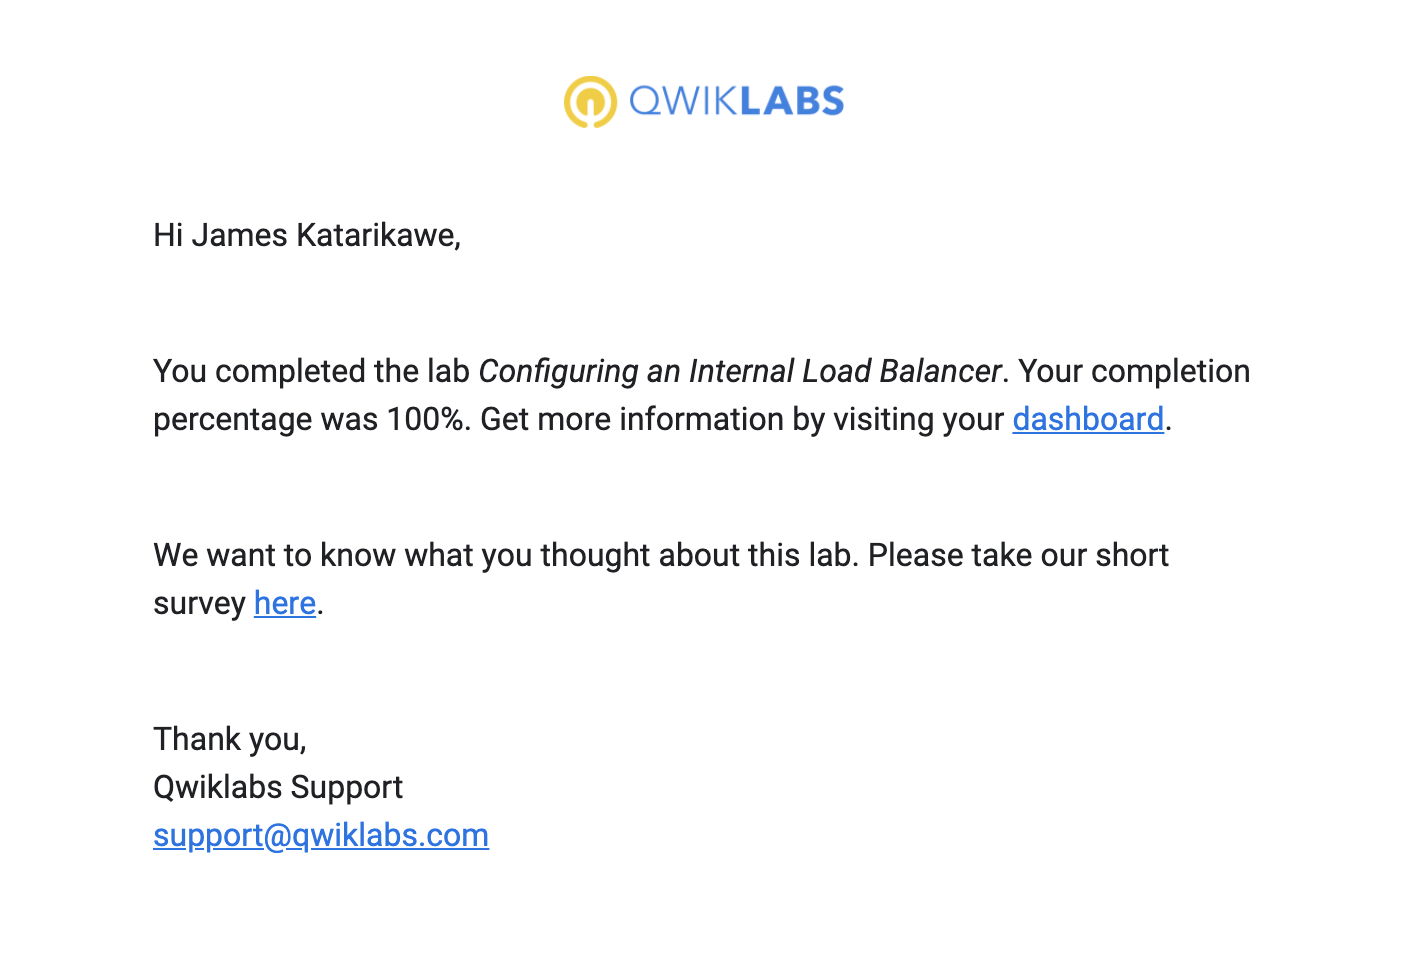 QWIKLABS
Hi James Katarikawe,
You completed the lab Configuring an Internal Load Balancer. Your completion
percentage was 100%. Get more information by visiting your dashboard.
We want to know what you thought about this lab. Please take our short
survey here.
Thank you,
Qwiklabs Support
support@qwiklabs.com